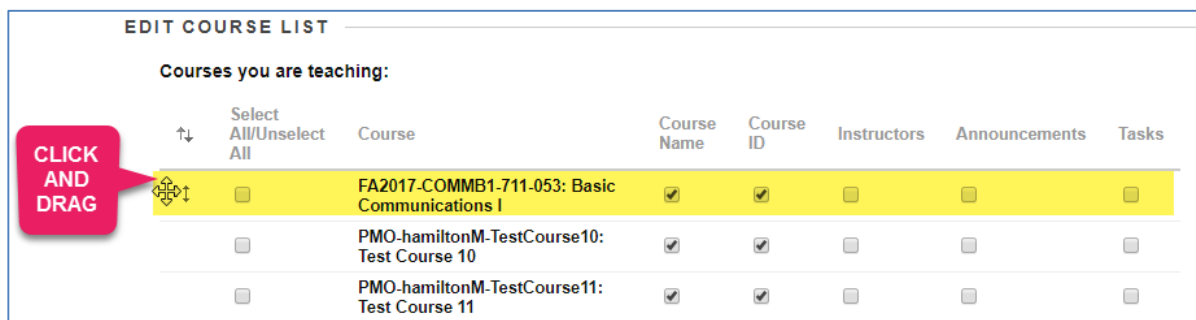 EDIT COURSE LIST
Courses you are teaching:
Select
All/Unselect
All
Course
Course
Name
Course
ID
Instructors
Announcements
Tasks
CLICK
AND
DRAG
FA2017-COMMB1-711-053: Basic
Communications I
PMO-hamiltonM-TestCourse10:
Test Course 10
PMO-hamiltonM-TestCourse11:
Test Course 11